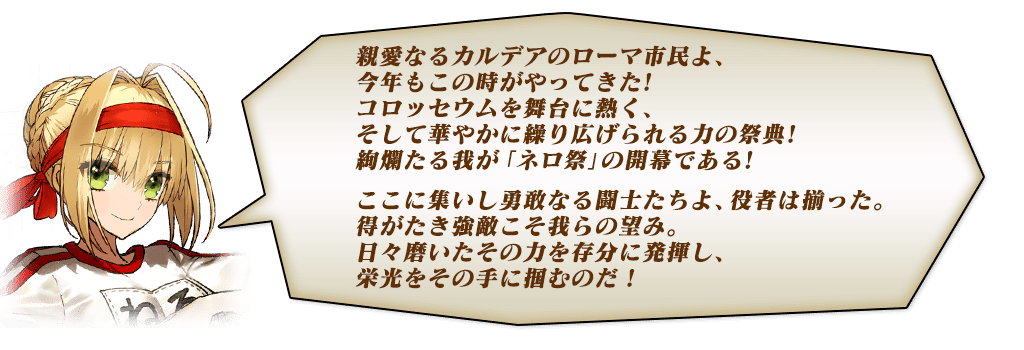 親愛なるカルデアのローマ市民よ、
今年もこの時がやってきた!
コロッセウムを舞台に熱く、
そして華やかに繰り広げられる力の祭典!
絢爛たる我が「ネロ祭」の開幕である!
ここに集いし勇敢なる闘士たちよ、役者は揃った。
得がたき強敵こそ我らの望み。
日々磨いたその力を存分に発揮し、
栄光をその手に掴むのだ！
ねろ